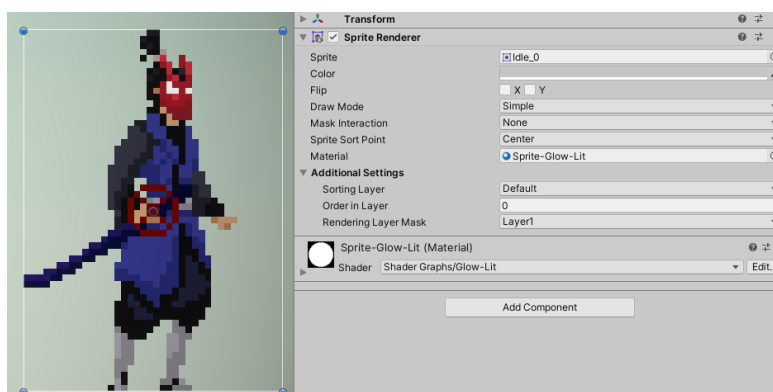 Transform
Sprite Renderer
Sprite Idle_0
Color
Flip X Y
Draw Mode Simple
Mask Interaction None
Sprite Sort Point Center
Material Sprite-Glow-Lit
Additional Settings
Sorting Layer Default
Order in Layer 0
Rendering Layer Mask Layer1
Sprite-Glow-Lit (Material)
Shader Shader Graphs/Glow-Lit Edit...
Add Component